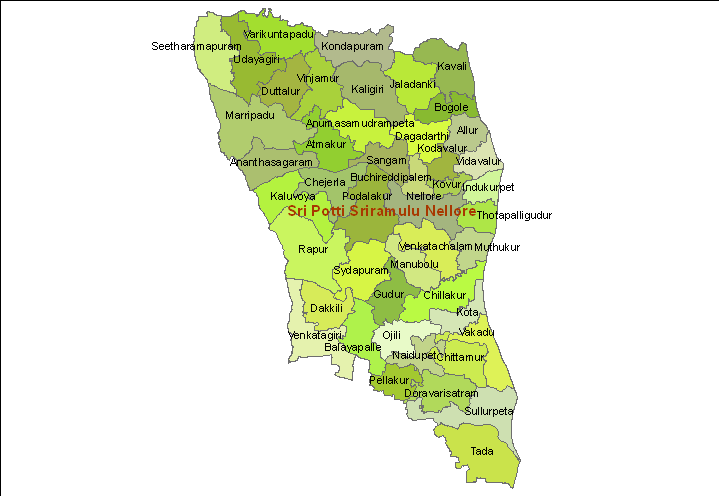 Varikuntapadu
Seetharamapuram
Kondapuram
Udayagiri
Kavali
Vinjamur
Jaladanki
Duttalur
Kaligiri
Bogole
Marripadu
Anumasamudrampeta
Allur
Dagadarthi
Atmakur
Kodavalur
Ananthasagaram
Sangam
Vidavalur
Buchireddipalem
Chejerla
Kovur
Indukurpet
Kaluvoya
Podalakur
Nellore
Sri Potti Sriramulu Nellore
Thotapalligudur
Rapur
Venkatachalam
Muthukur
Sydapuram
Manubolu
Gudur
Chillakur
Dakkili
Kota
Venkatagiri
Ojili
Vakadu
Balayapalle
Naidupet
Chittamur
Pellakur
Doravarisatram
Sullurpeta
Tada